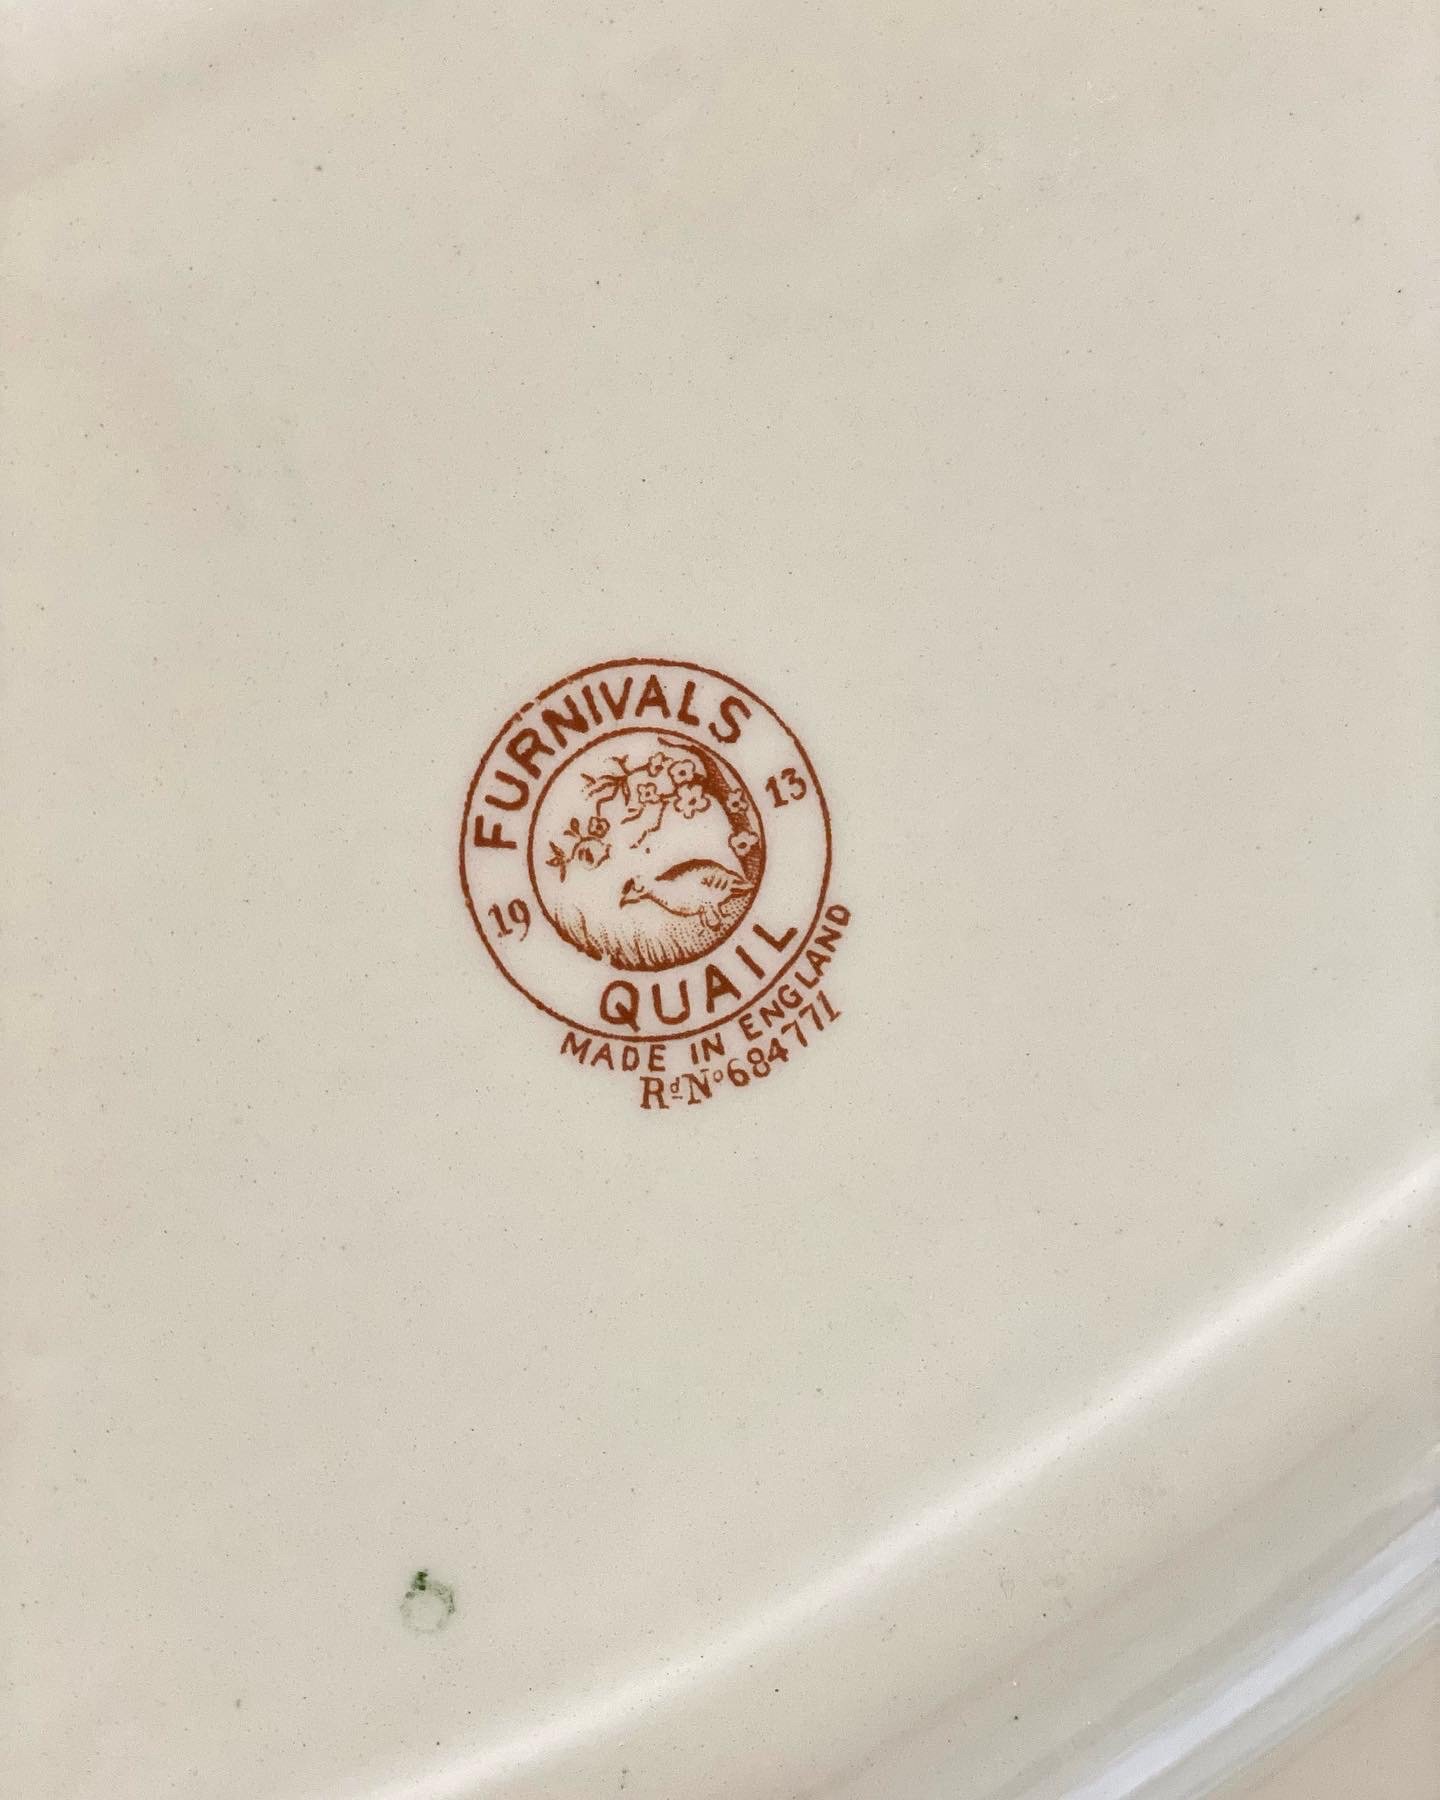 FURNIVALS
19 13
QUAIL
MADE IN ENGLAND
Rd No 684771